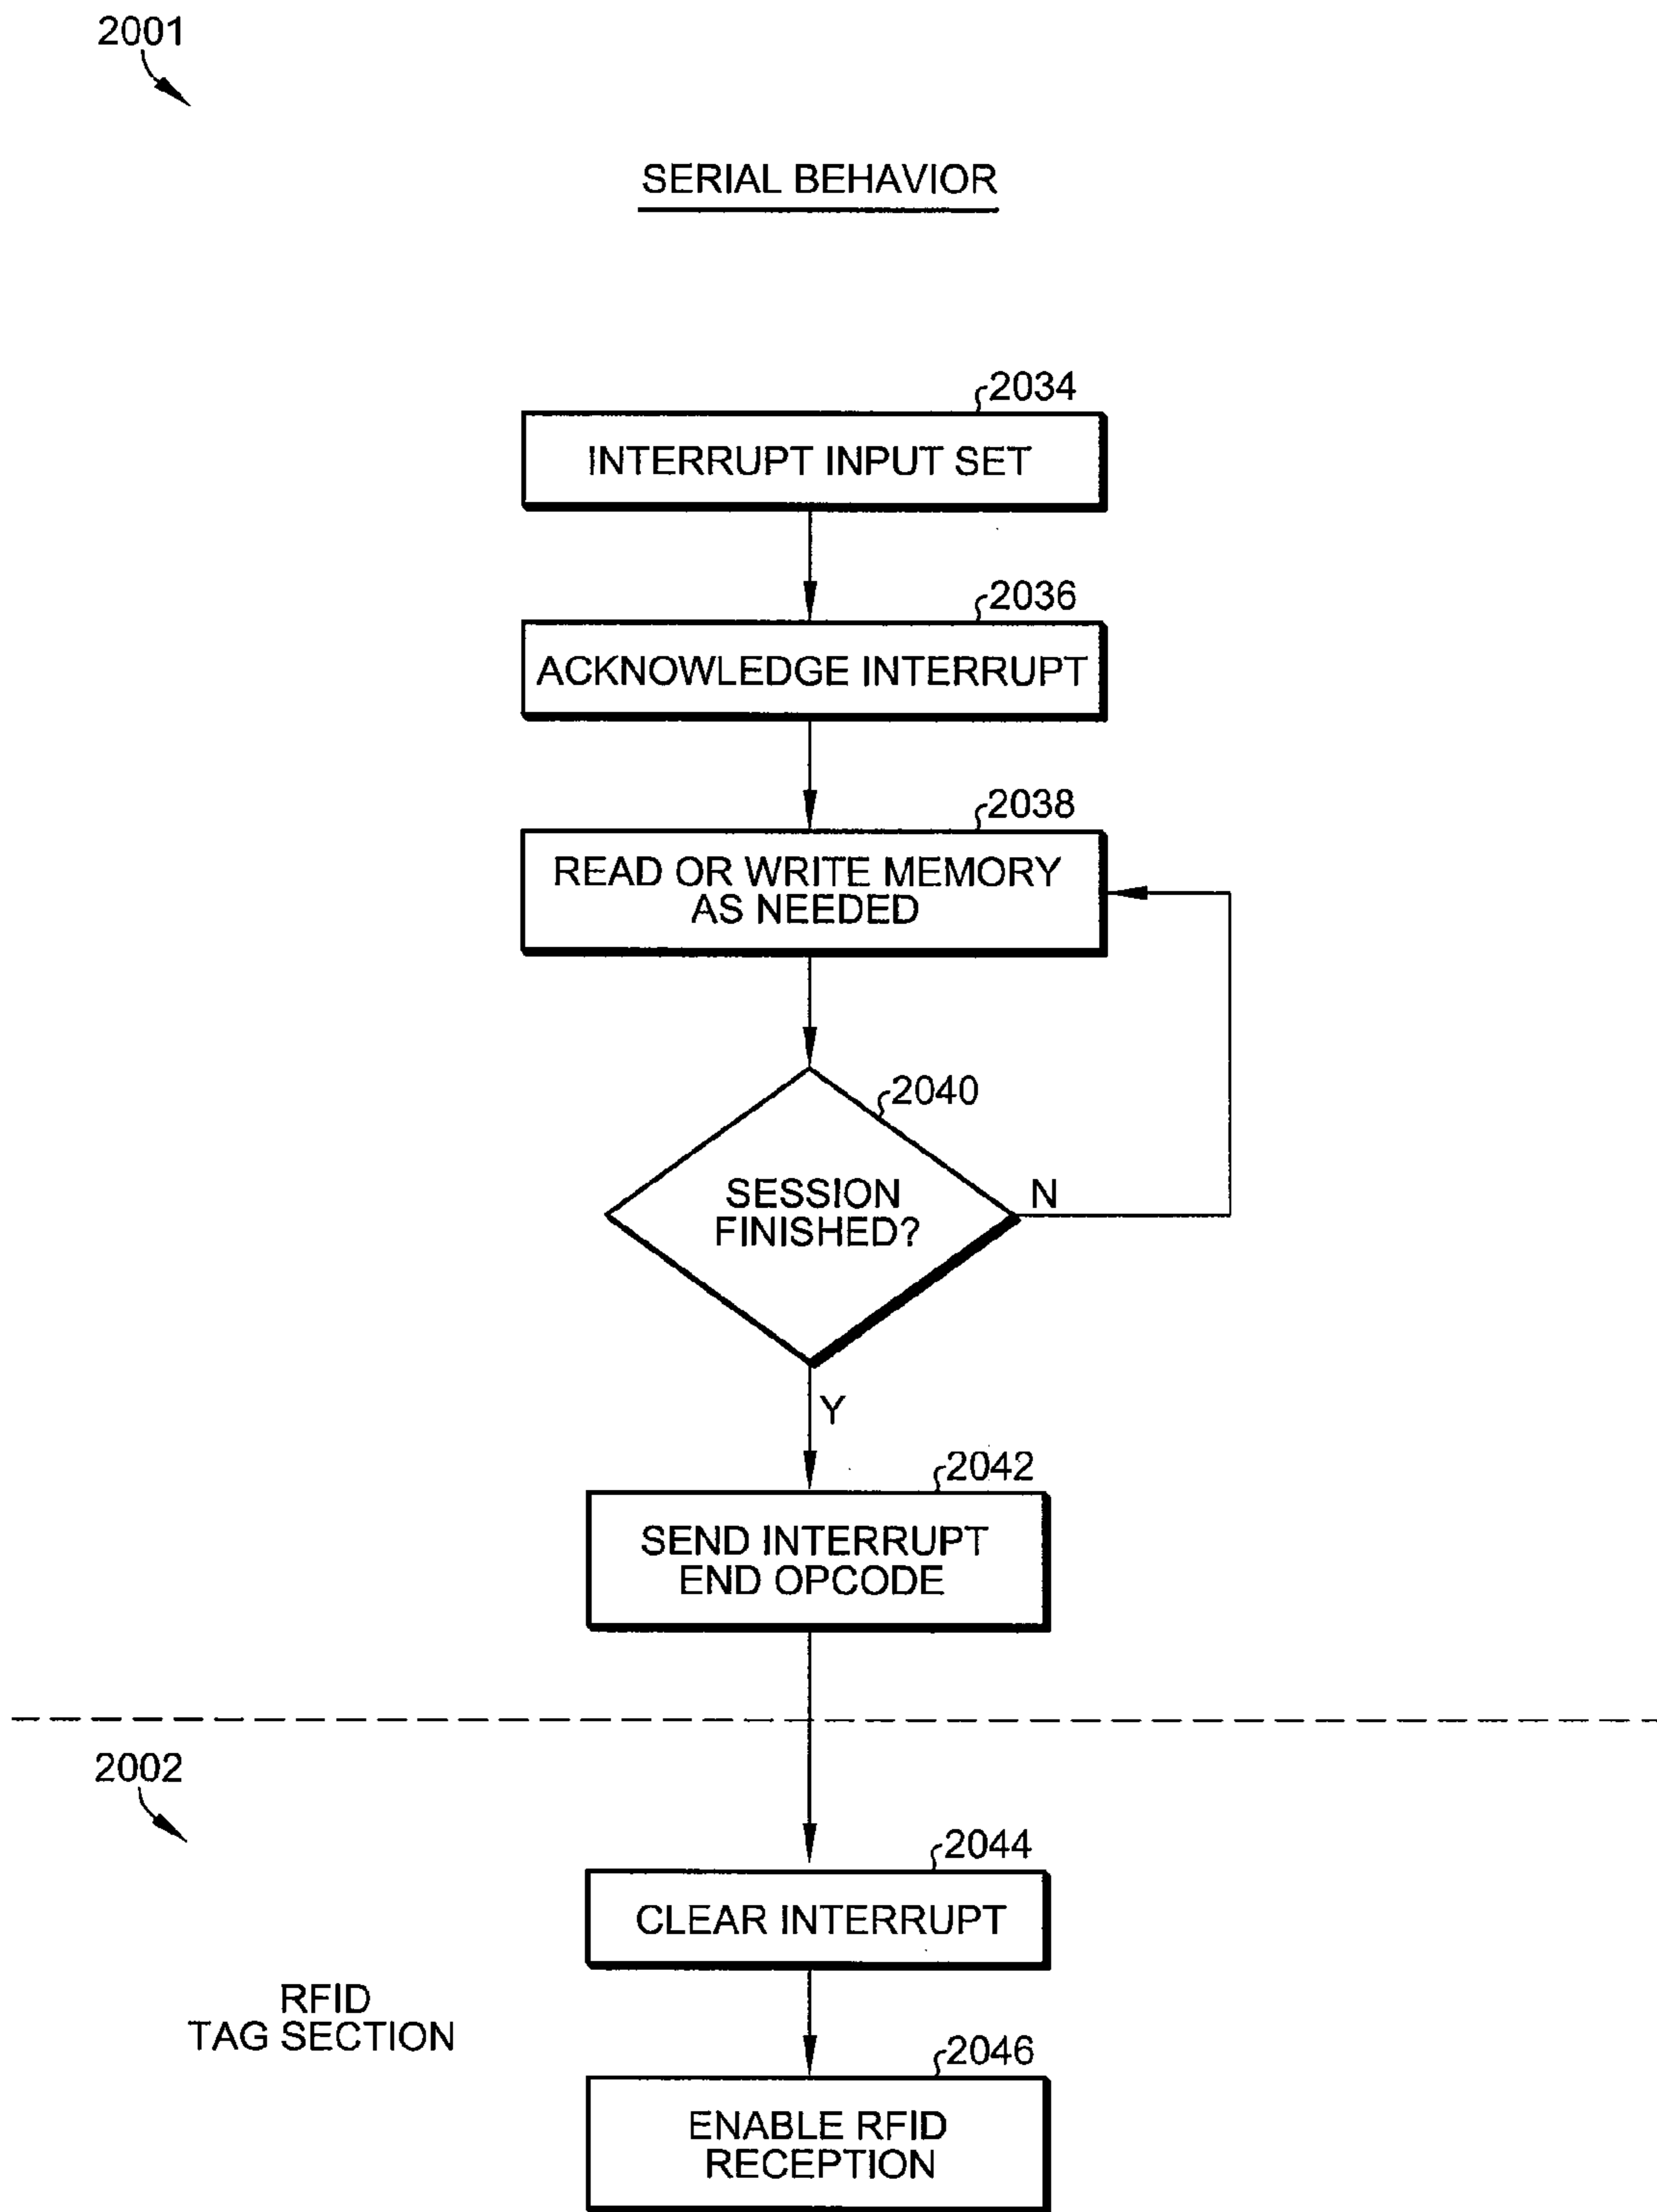 2001
SERIAL BEHAVIOR
2034
INTERRUPT INPUT SET
2036
ACKNOWLEDGE INTERRUPT
2038
READ OR WRITE MEMORY
AS NEEDED
2040
SESSION
FINISHED?
N
Y
2042
SEND INTERRUPT
END OPCODE
2002
2044
CLEAR INTERRUPT
RFID
TAG SECTION
2046
ENABLE RFID
RECEPTION